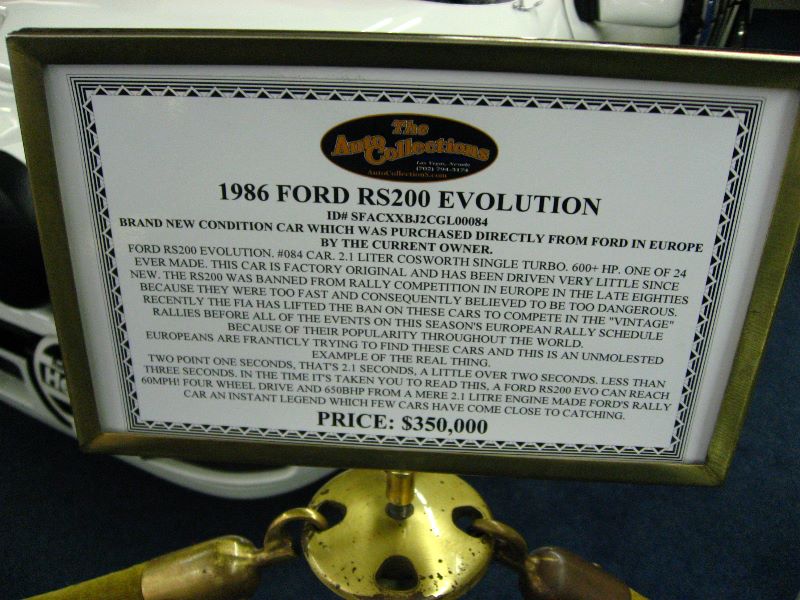 The
Auto
Collections
Las Vegas, Nevada
(702) 794-3174
AutoCollections.com
1986 FORD RS200 EVOLUTION
ID# SFACXXBJ2CGL00084
BRAND NEW CONDITION CAR WHICH WAS PURCHASED DIRECTLY FROM FORD IN EUROPE
BY THE CURRENT OWNER.
FORD RS200 EVOLUTION. #084 CAR. 2.1 LITER COSWORTH SINGLE TURBO. 600+ HP. ONE OF 24
EVER MADE. THIS CAR IS FACTORY ORIGINAL AND HAS BEEN DRIVEN VERY LITTLE SINCE
NEW. THE RS200 WAS BANNED FROM RALLY COMPETITION IN EUROPE IN THE LATE EIGHTIES
BECAUSE THEY WERE TOO FAST AND CONSEQUENTLY BELIEVED TO BE TOO DANGEROUS.
RECENTLY THE FIA HAS LIFTED THE BAN ON THESE CARS TO COMPETE IN THE "VINTAGE"
RALLIES BEFORE ALL OF THE EVENTS ON THIS SEASON'S EUROPEAN RALLY SCHEDULE
BECAUSE OF THEIR POPULARITY THROUGHOUT THE WORLD.
EUROPEANS ARE FRANTICLY TRYING TO FIND THESE CARS AND THIS IS AN UNMOLESTED
EXAMPLE OF THE REAL THING.
TWO POINT ONE SECONDS, THAT'S 2.1 SECONDS, A LITTLE OVER TWO SECONDS. LESS THAN
THREE SECONDS. IN THE TIME IT'S TAKEN YOU TO READ THIS, A FORD RS200 EVO CAN REACH
60MPH! FOUR WHEEL DRIVE AND 650BHP FROM A MERE 2.1 LITRE ENGINE MADE FORD'S RALLY
CAR AN INSTANT LEGEND WHICH FEW CARS HAVE COME CLOSE TO CATCHING.
PRICE: $350,000